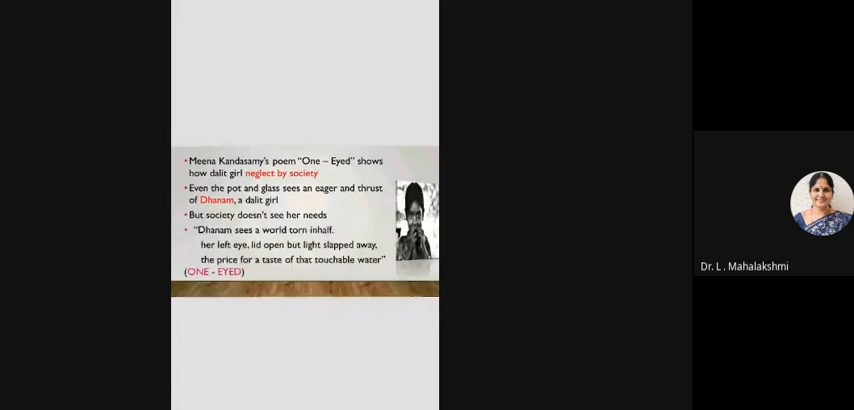 • Meena Kandasamy's poem "One – Eyed" shows
how dalit girl neglect by society
• Even the pot and glass sees an eager and thrust
of Dhanam, a dalit girl
• But society doesn't see her needs
• "Dhanam sees a world torn inhalf.
her left eye, lid open but light slapped away,
the price for a taste of that touchable water"
(ONE - EYED)
Dr. L . Mahalakshmi